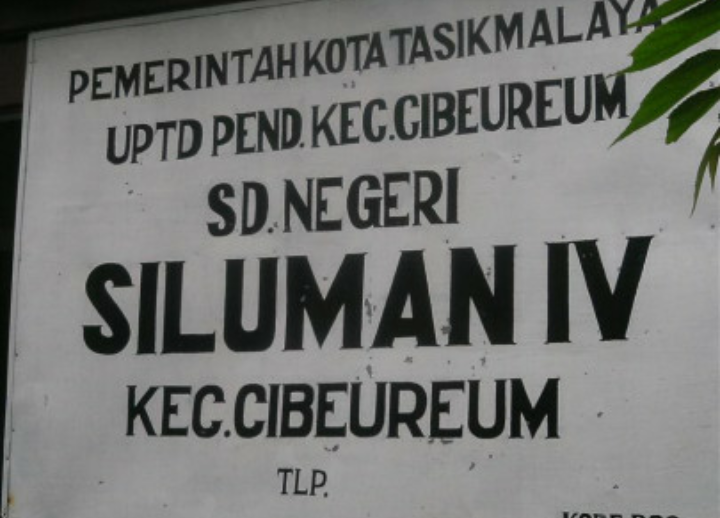 PEMERINTAH KOTA TASIKMALAYA
UPTD PEND. KEC. CIBEUREUM
SD. NEGERI
SILUMAN IV
KEC. CIBEUREUM
TLP.